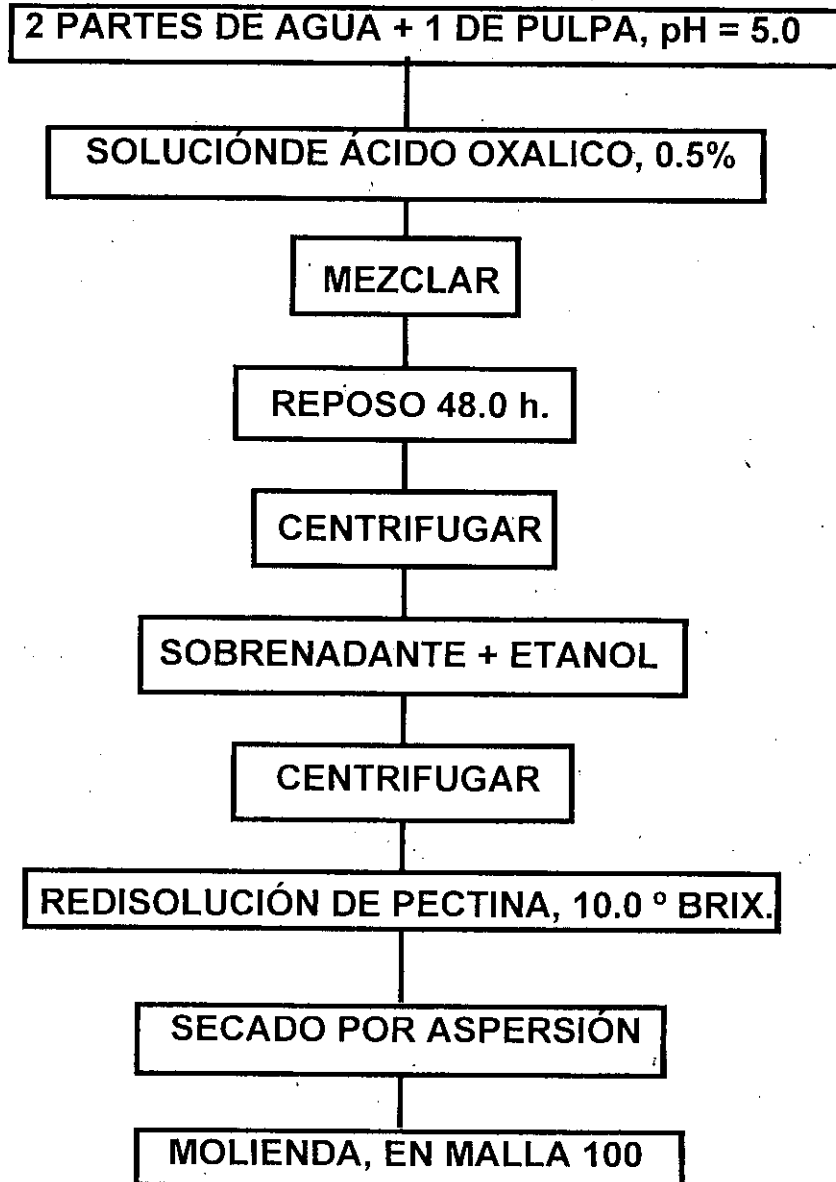 2 PARTES DE AGUA + 1 DE PULPA, pH = 5.0
SOLUCIÓNDE ÁCIDO OXALICO, 0.5%
MEZCLAR
REPOSO 48.0 h.
CENTRIFUGAR
SOBRENADANTE + ETANOL
CENTRIFUGAR
REDISOLUCIÓN DE PECTINA, 10.0 º BRIX.
SECADO POR ASPERSIÓN
MOLIENDA, EN MALLA 100